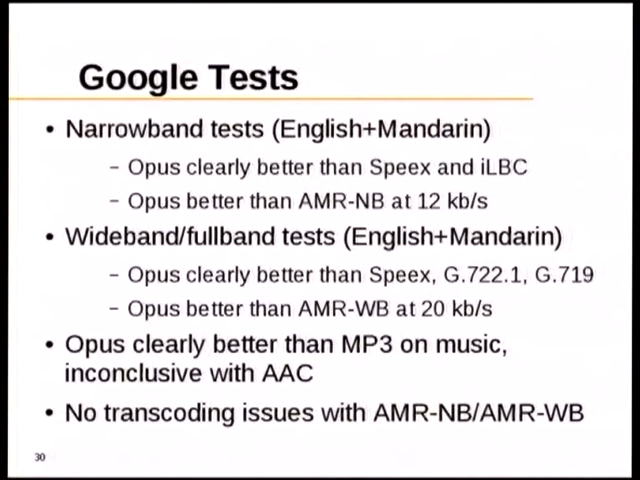 Google Tests
• Narrowband tests (English+Mandarin)
– Opus clearly better than Speex and iLBC
– Opus better than AMR-NB at 12 kb/s
• Wideband/fullband tests (English+Mandarin)
– Opus clearly better than Speex, G.722.1, G.719
– Opus better than AMR-WB at 20 kb/s
• Opus clearly better than MP3 on music,
inconclusive with AAC
• No transcoding issues with AMR-NB/AMR-WB
30